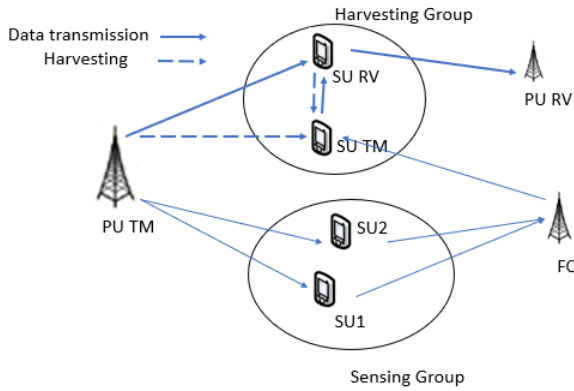 Harvesting Group
Data transmission
Harvesting
SU RV
PU RV
SU TM
PU TM
SU2
FC
SU1
Sensing Group